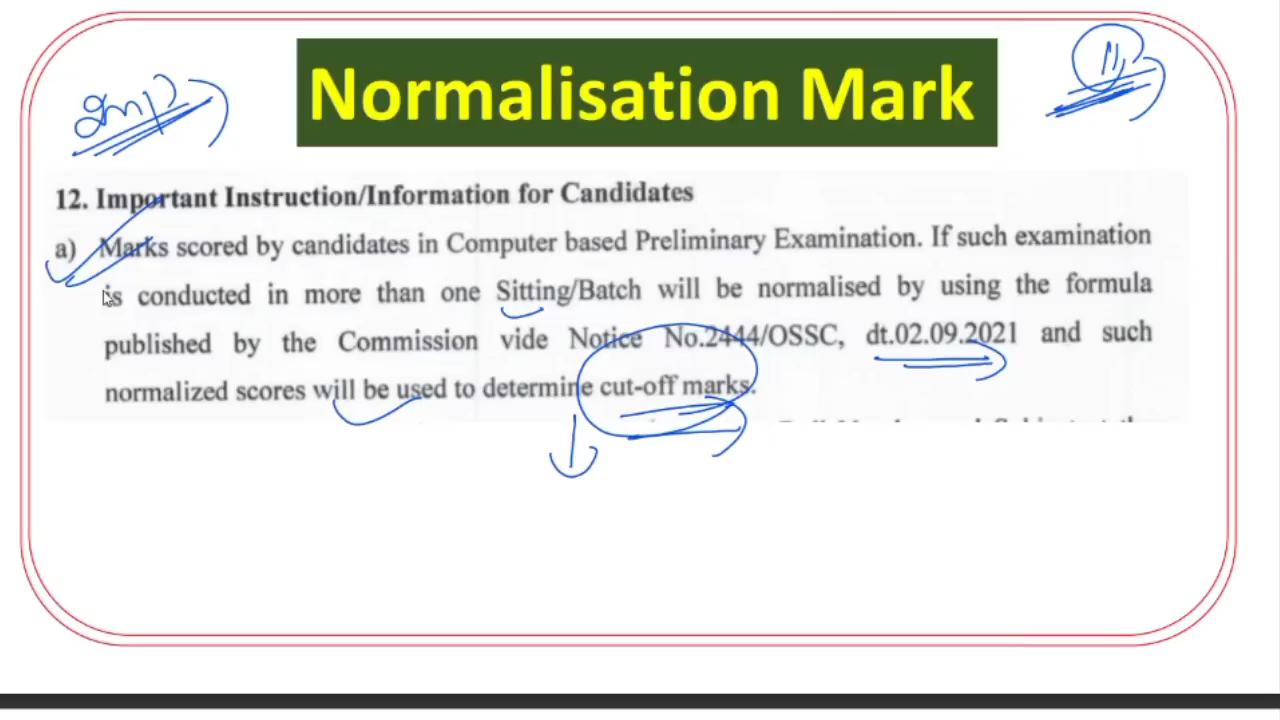 Normalisation Mark
Imp
11
12. Important Instruction/Information for Candidates
a) Marks scored by candidates in Computer based Preliminary Examination. If such examination
is conducted in more than one Sitting/Batch will be normalised by using the formula
published by the Commission vide Notice No.2444/OSSC, dt.02.09.2021 and such
normalized scores will be used to determine cut-off marks.